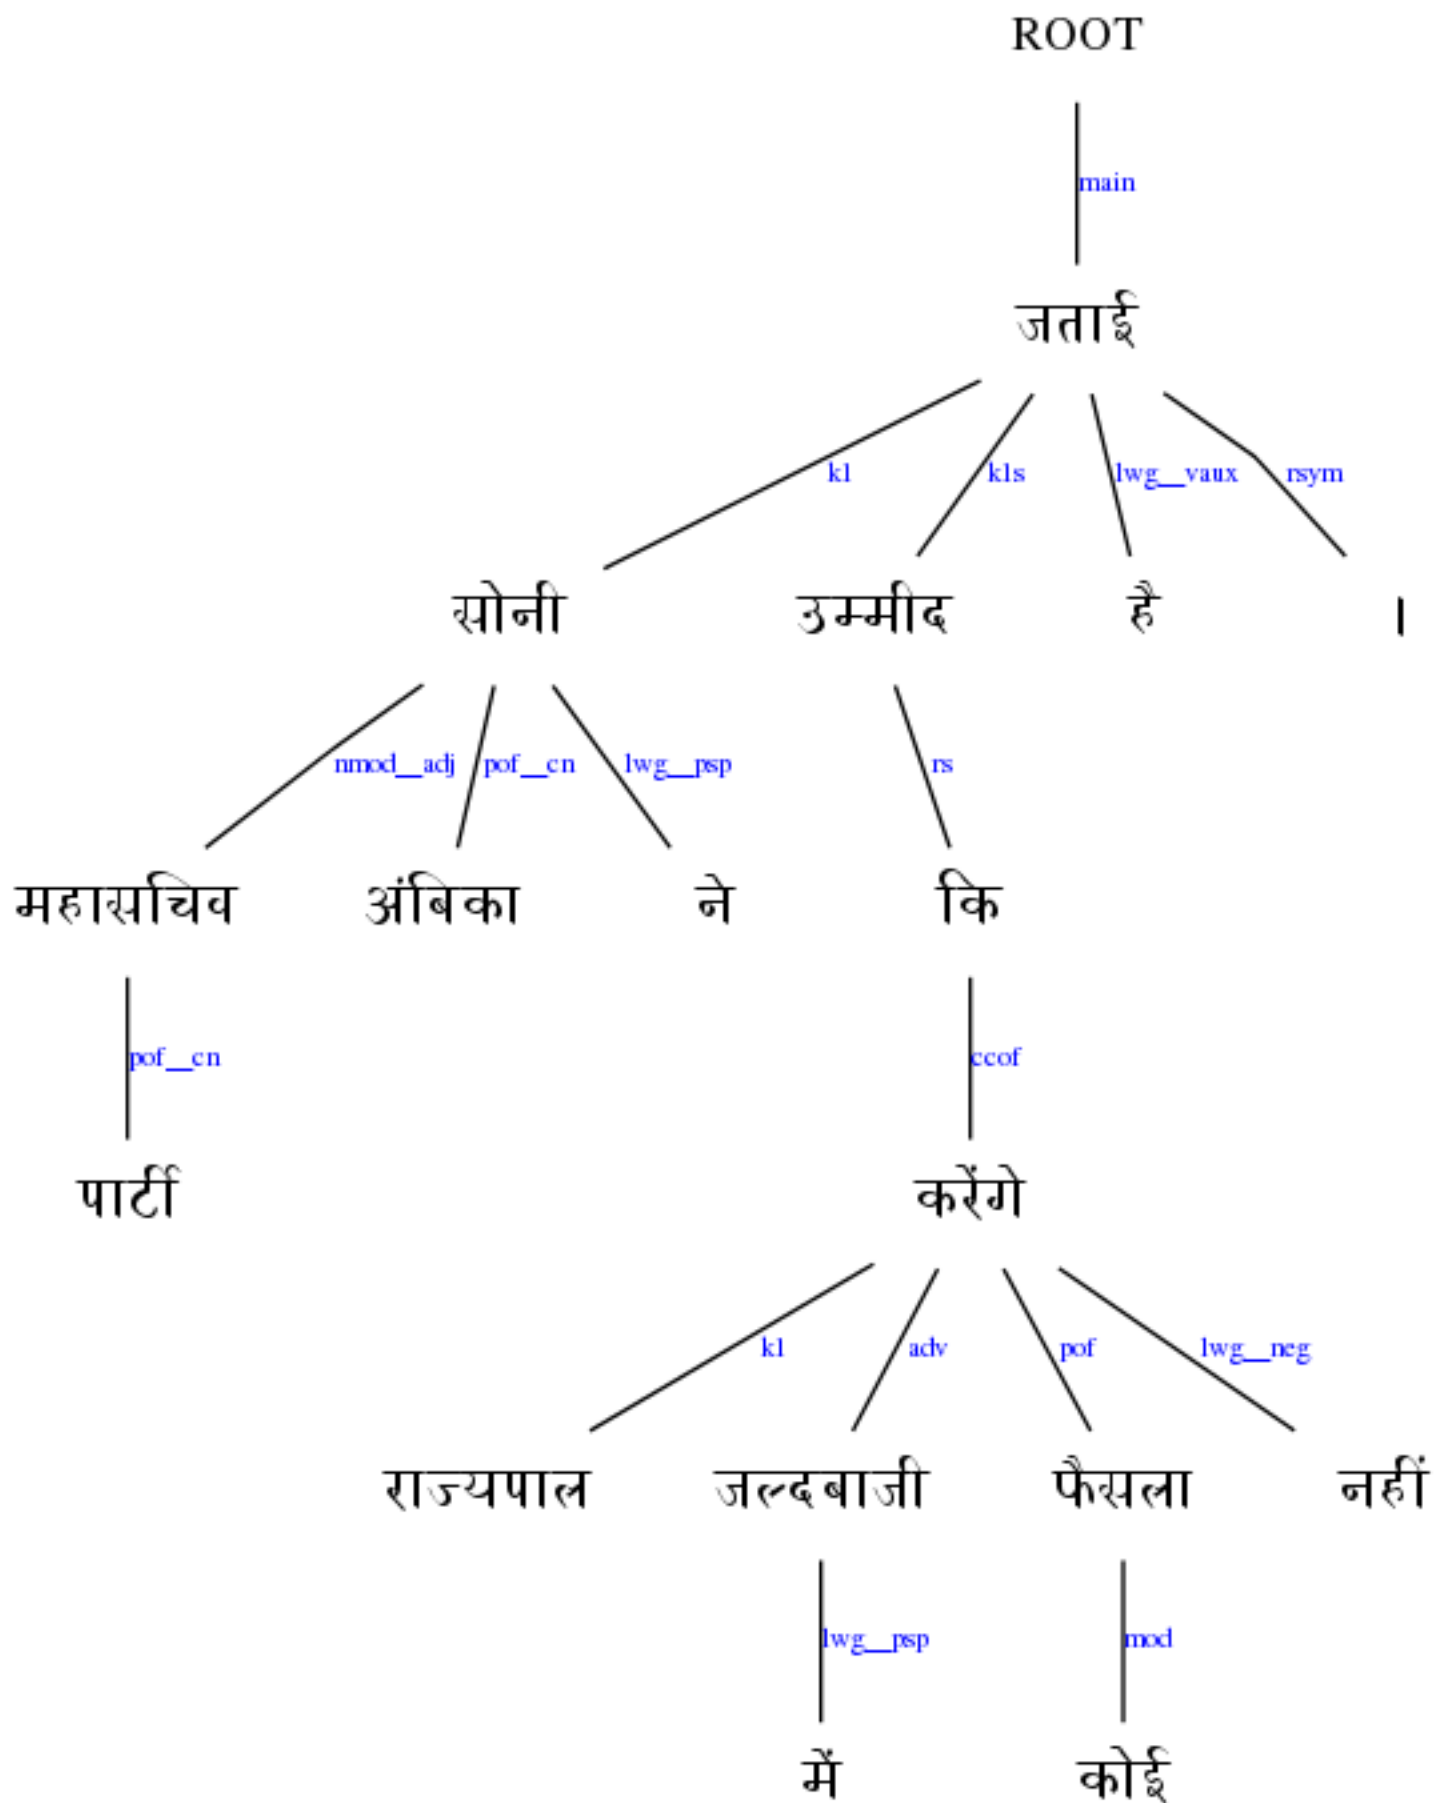 ROOT
main
जताई
k1 k1s lwg__vaux rsym
सोनी उम्मीद है ।
nmod__adj pof__cn lwg__psp rs
महासचिव अंबिका ने कि
pof__cn ccof
पार्टी करेंगे
k1 adv pof lwg__neg
राज्यपाल जल्दबाजी फैसला नहीं
lwg__psp mod
में कोई